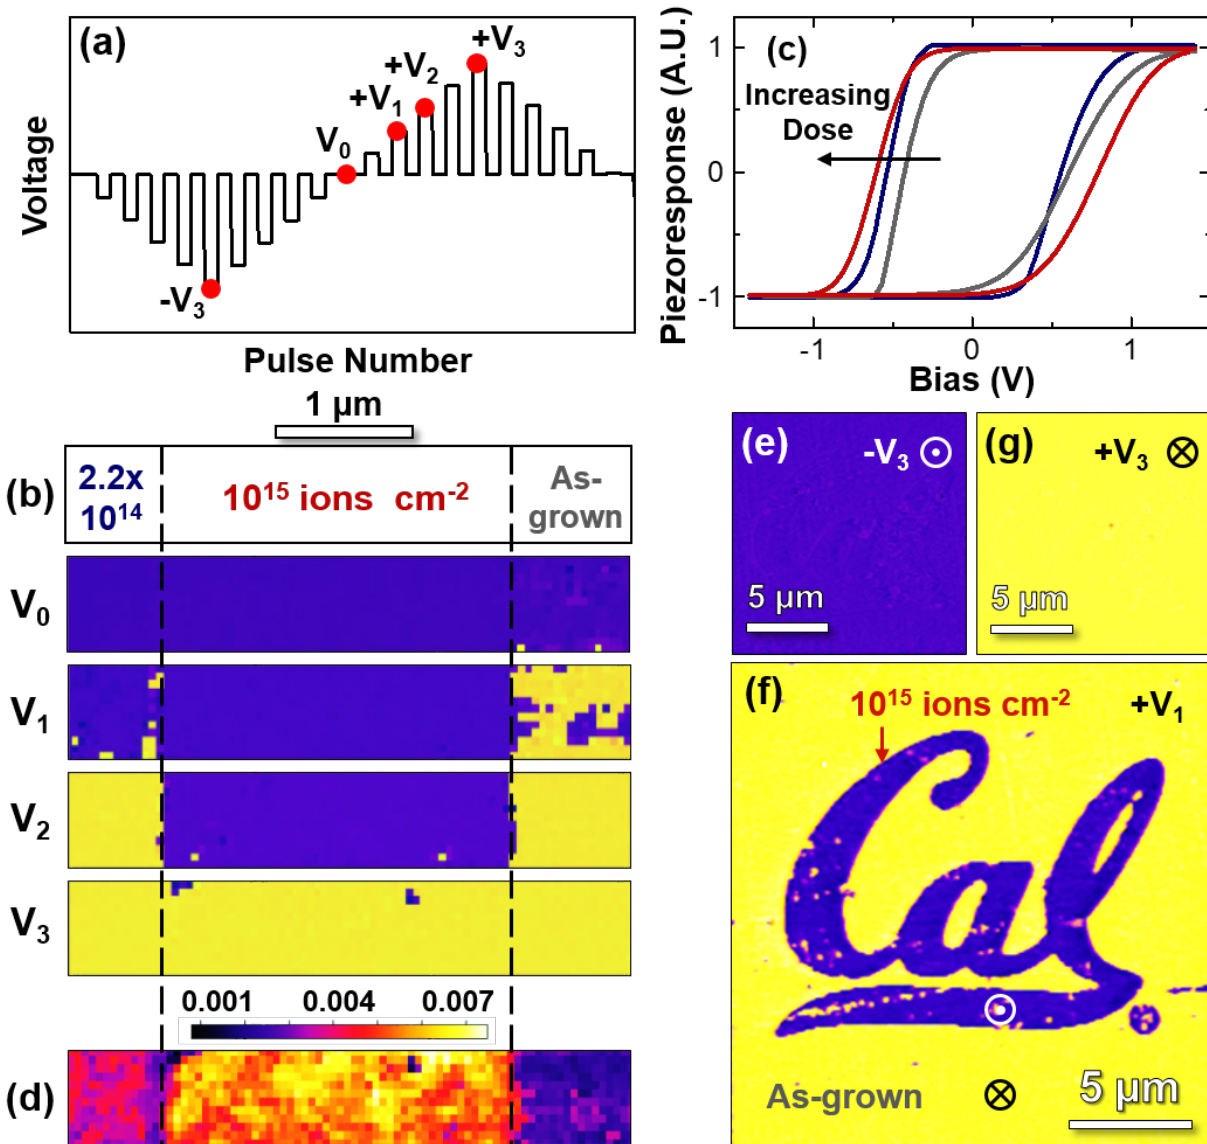 (a)
+V3
+V2
+V1
V0
-V3
Voltage
Pulse Number
(c)
Increasing
Dose
1
0
-1
Piezoresponse (A.U.)
-1
0
1
Bias (V)
1 µm
(b)
2.2x
10^14
10^15 ions cm^-2
As-
grown
V0
V1
V2
V3
0.001
0.004
0.007
(d)
(e)
-V3
5 µm
(g)
+V3
5 µm
(f)
10^15 ions cm^-2
+V1
Cal
As-grown
5 µm